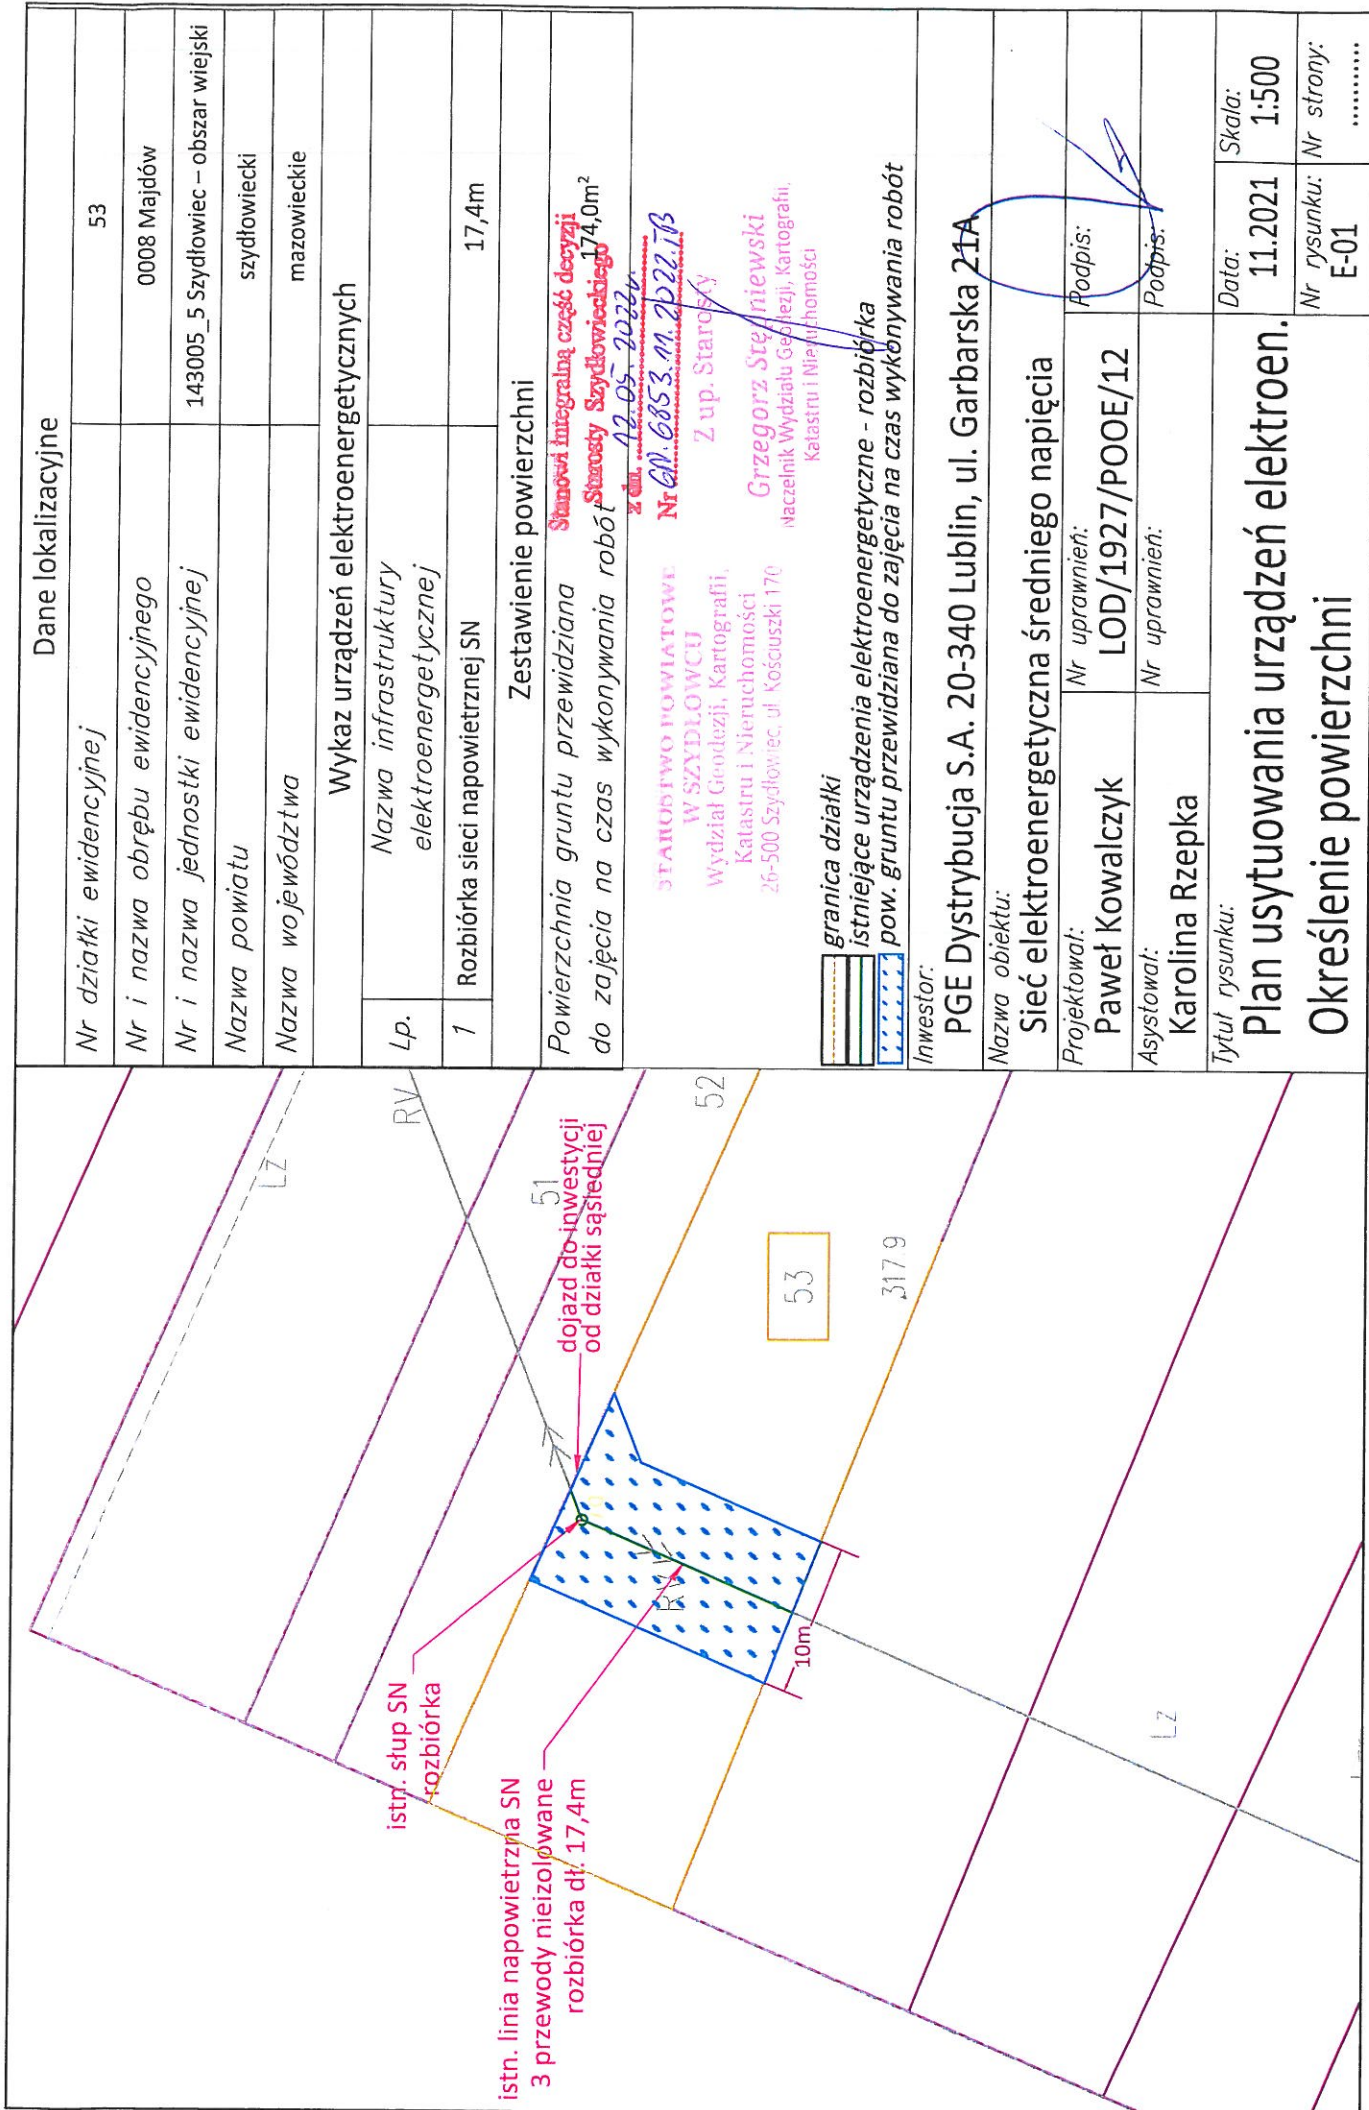 Dane lokalizacyjne
Nr działki ewidencyjnej 53
Nr i nazwa obrębu ewidencyjnego 0008 Majdów
Nr i nazwa jednostki ewidencyjnej 143005_5 Szydłowiec – obszar wiejski
Nazwa powiatu szydłowiecki
Nazwa województwa mazowieckie
Wykaz urządzeń elektroenergetycznych
Lp. Nazwa infrastruktury
elektroenergetycznej
1 Rozbiórka sieci napowietrznej SN 17,4m
Zestawienie powierzchni
Powierzchnia gruntu przewidziana
do zajęcia na czas wykonywania robót 174,0m²
Stanowi integralną część decyzji
Starosty Szydłowieckiego
z dn. 12.05.2022r.
Nr GN.6853.11.2022.JB
Z up. Starosty
Grzegorz Stępniewski
Naczelnik Wydziału Geodezji, Kartografii,
Katastru i Nieruchomości
STAROSTWO POWIATOWE
W SZYDŁOWCU
Wydział Geodezji, Kartografii,
Katastru i Nieruchomości
26-500 Szydłowiec, ul. Kościuszki 170
granica działki
istniejące urządzenia elektroenergetyczne - rozbiórka
pow. gruntu przewidziana do zajęcia na czas wykonywania robót
Inwestor:
PGE Dystrybucja S.A. 20-340 Lublin, ul. Garbarska 21A
Nazwa obiektu:
Sieć elektroenergetyczna średniego napięcia
Projektował: Nr uprawnień: Podpis:
Paweł Kowalczyk LOD/1927/POOE/12
Asystował: Nr uprawnień: Podpis:
Karolina Rzepka
Tytuł rysunku: Data: Skala:
Plan usytuowania urządzeń elektroen. 11.2021 1:500
Określenie powierzchni
Nr rysunku: Nr strony:
E-01 ..........
istn. linia napowietrzna SN
3 przewody nieizolowane
rozbiórka dł. 17,4m
istn. słup SN
rozbiórka
dojazd do inwestycji
od działki sąsiedniej
10m
53
317.9
51
52
RV
RV
Lz
Lz